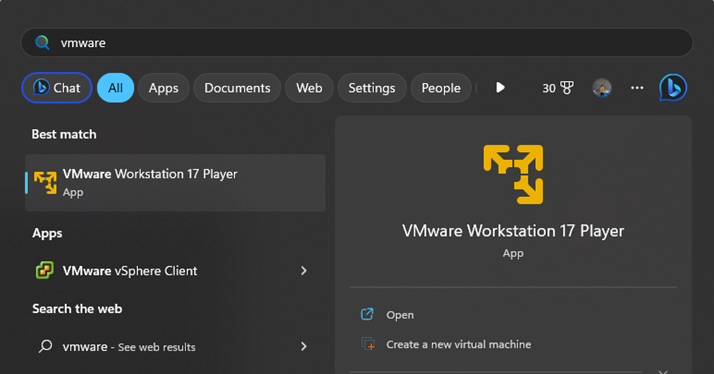 vmware
Chat All Apps Documents Web Settings People 30
Best match
VMware Workstation 17 Player
App
Apps
VMware vSphere Client
Search the web
vmware - See web results
VMware Workstation 17 Player
App
Open
Create a new virtual machine